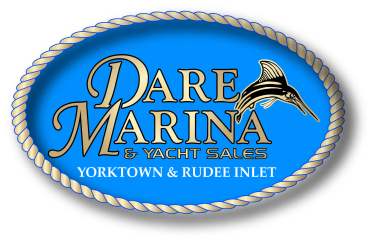 DARE
MARINA
& YACHT SALES
YORKTOWN & RUDEE INLET